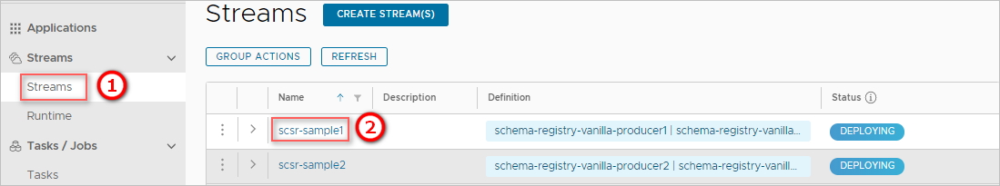 Applications
Streams
Streams
1
Runtime
Tasks / Jobs
Tasks
Streams CREATE STREAM(S)
GROUP ACTIONS REFRESH
Name Description Definition Status
scsr-sample1 2 schema-registry-vanilla-producer1 | schema-registry-vanilla... DEPLOYING
scsr-sample2 schema-registry-vanilla-producer2 | schema-registry-vanill... DEPLOYING